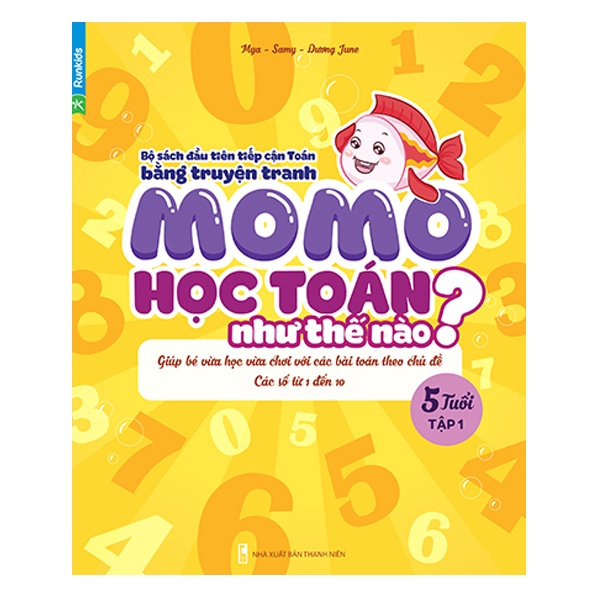 Runkids
Mya - Samy - Dương June
Bộ sách đầu tiên tiếp cận Toán
bằng truyện tranh
MOMO
HỌC TOÁN
như thế nào?
Giúp bé vừa học vừa chơi với các bài toán theo chủ đề
Các số từ 1 đến 10
5 Tuổi
TẬP 1
NHÀ XUẤT BẢN THANH NIÊN